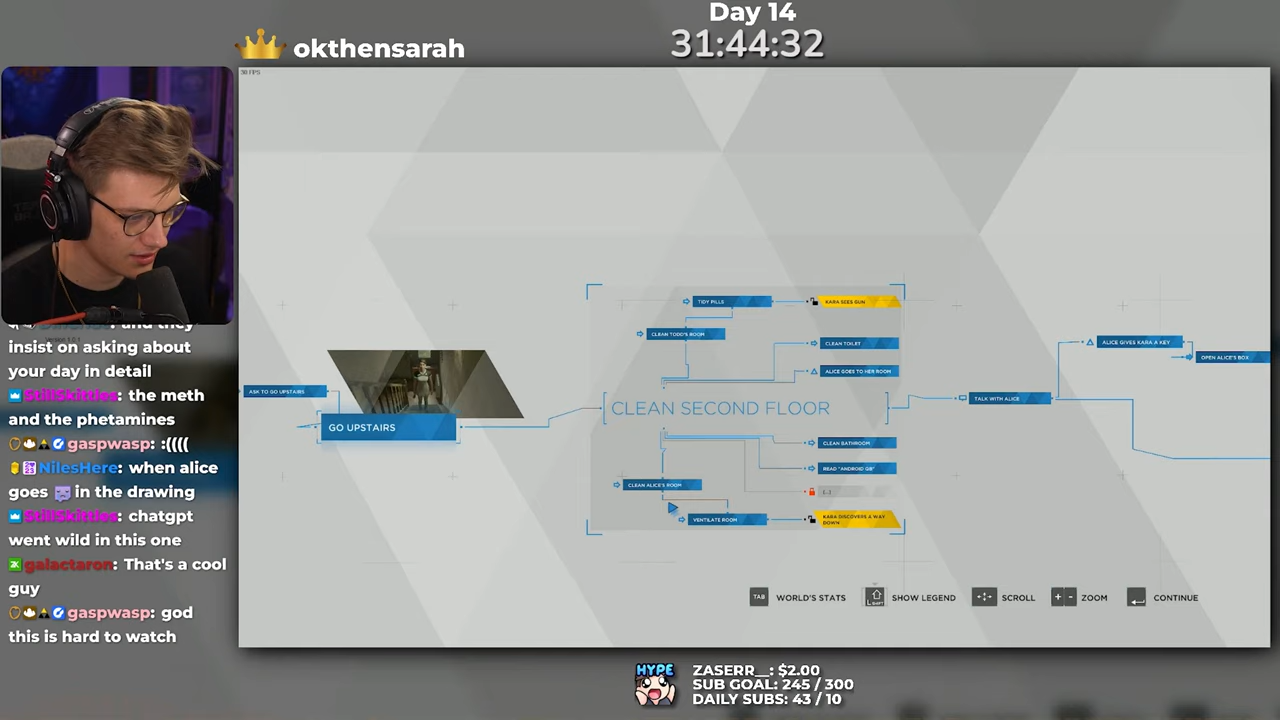 Day 14
31:44:32
okthensarah
TIDY PILLS
KARA SEES GUN
CLEAN TODD'S ROOM
CLEAN TOILET
ALICE GIVES KARA A KEY
OPEN ALICE'S BOX
ALICE GOES TO HER ROOM
ASK TO GO UPSTAIRS
GO UPSTAIRS
CLEAN SECOND FLOOR
TALK WITH ALICE
CLEAN BATHROOM
READ "ANDROID GB"
CLEAN ALICE'S ROOM
[...]
VENTILATE ROOM
KARA DISCOVERS A WAY
DOWN
TAB WORLD'S STATS
SHOW LEGEND
SCROLL
+ - ZOOM
CONTINUE
and they
insist on asking about
your day in detail
StillSkittles: the meth
and the phetamines
gaspwasp: :((((
NilesHere: when alice
goes in the drawing
StillSkittles: chatgpt
went wild in this one
galactaron: That's a cool
guy
gaspwasp: god
this is hard to watch
HYPE
ZASERR__: $2.00
SUB GOAL: 245 / 300
DAILY SUBS: 43 / 10